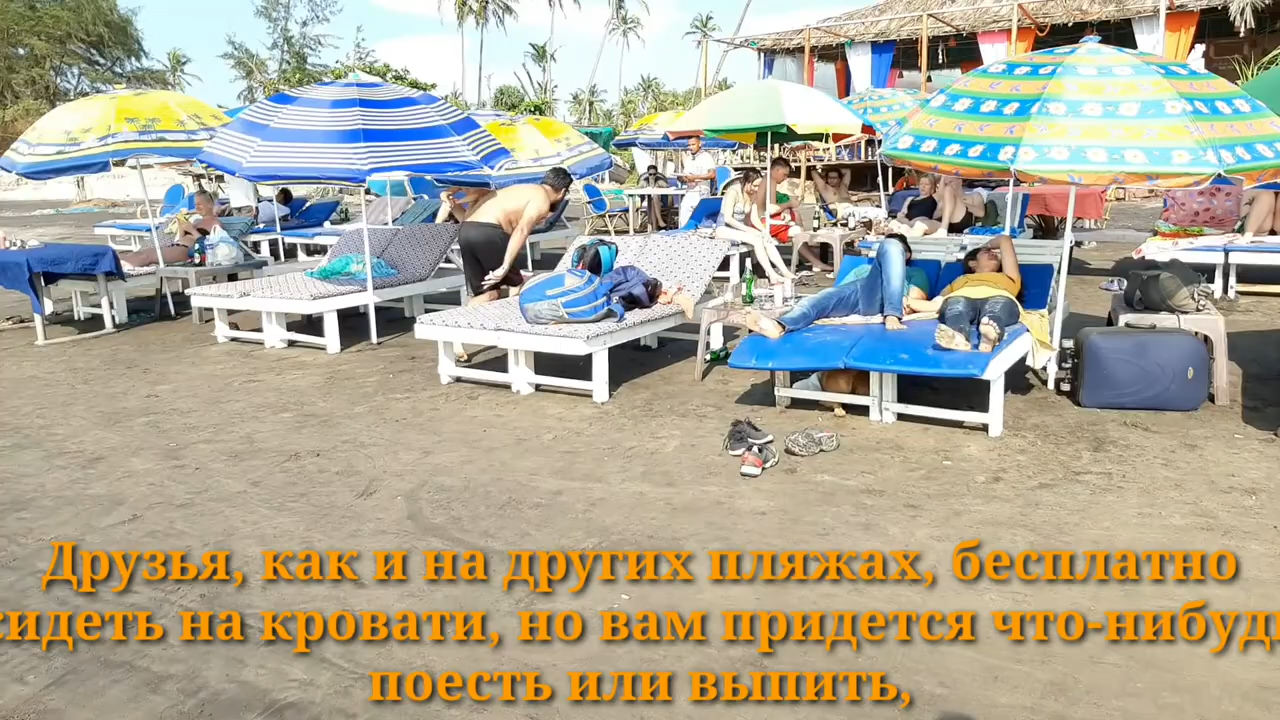 Друзья, как и на других пляжах, бесплатно
сидеть на кровати, но вам придется что-нибудь
поесть или выпить,